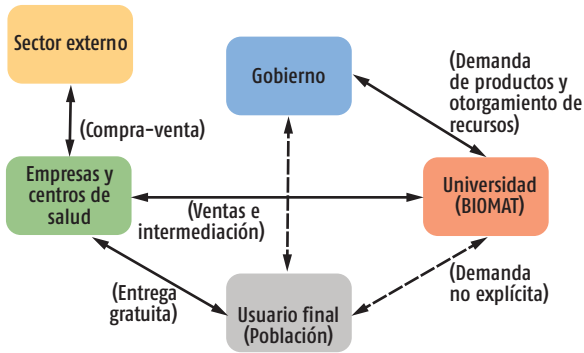 Sector externo
Gobierno
(Demanda
de productos y
otorgamiento de
recursos)
(Compra-venta)
Empresas y
centros de
salud
Universidad
(BIOMAT)
(Ventas e
intermediación)
(Entrega
gratuita)
Usuario final
(Población)
(Demanda
no explícita)